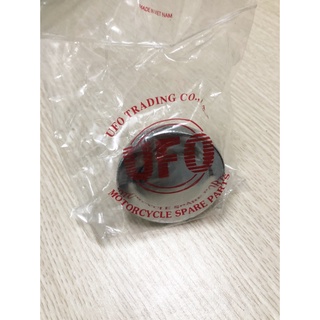 MADE IN VIETNAM
UFO TRADING CO.,
UFO
MOTORCYCLE SPARE PARTS